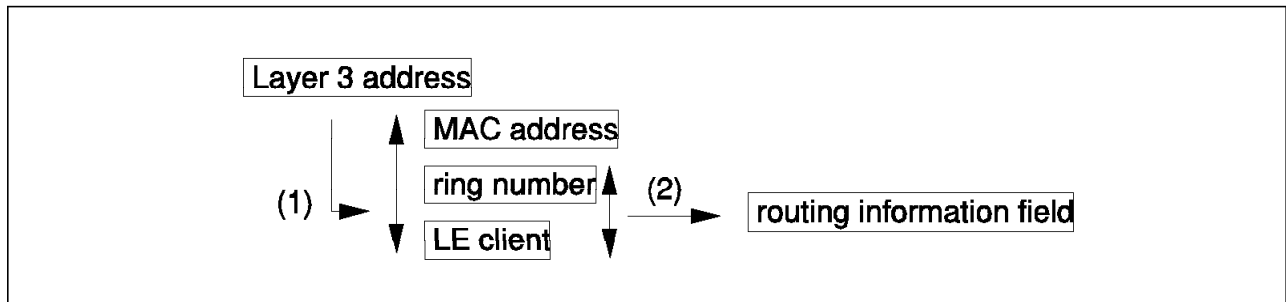 Layer 3 address
MAC address
ring number
(1)
(2)
routing information field
LE client